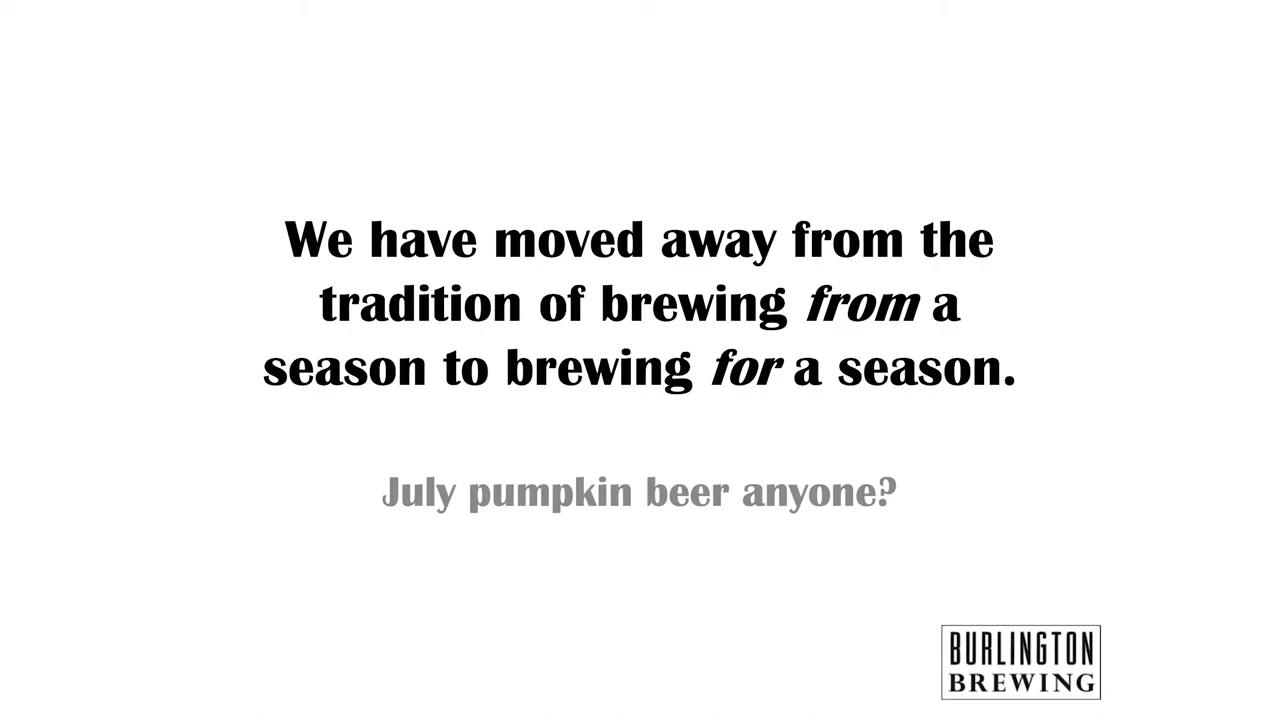 We have moved away from the
tradition of brewing from a
season to brewing for a season.
July pumpkin beer anyone?
BURLINGTON
BREWING